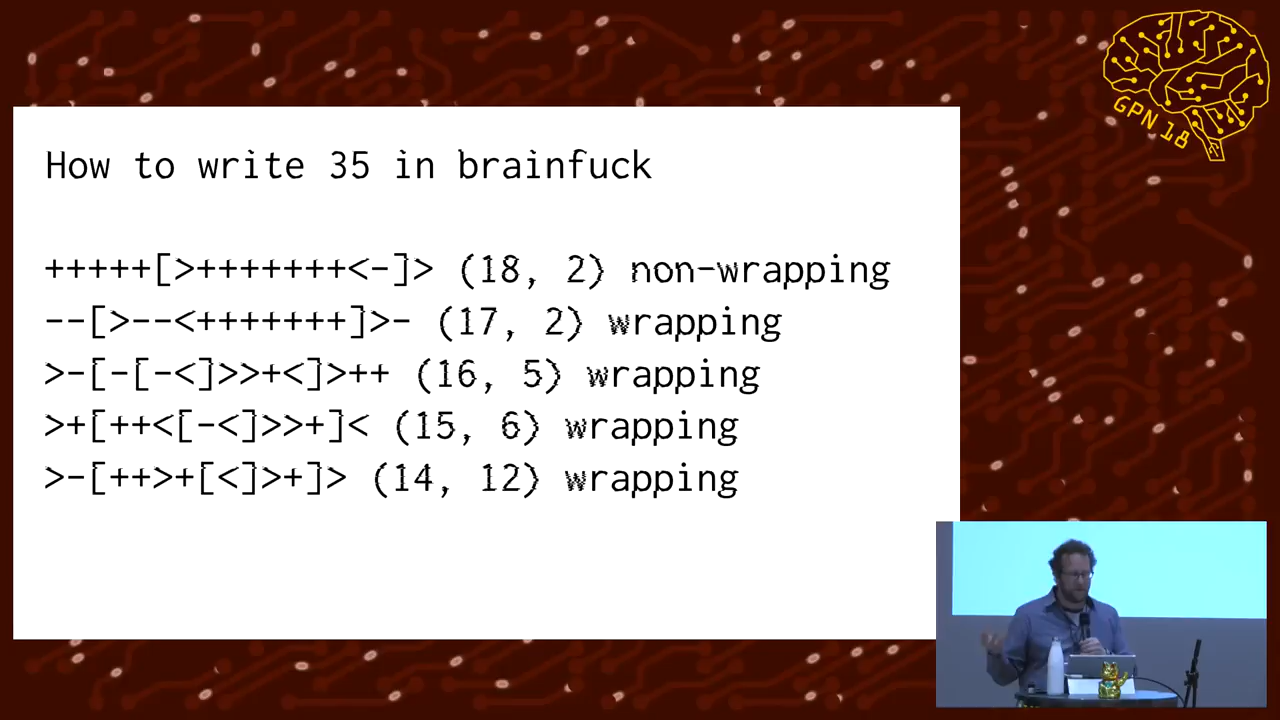 How to write 35 in brainfuck
+++++[>+++++++<-]> (18, 2) non-wrapping
--[>--<+++++++]>- (17, 2) wrapping
>-[-[-<]>>+<]>++ (16, 5) wrapping
>+[++<[-<]>>+]< (15, 6) wrapping
>-[++>+[<]>+]> (14, 12) wrapping
GPN 18